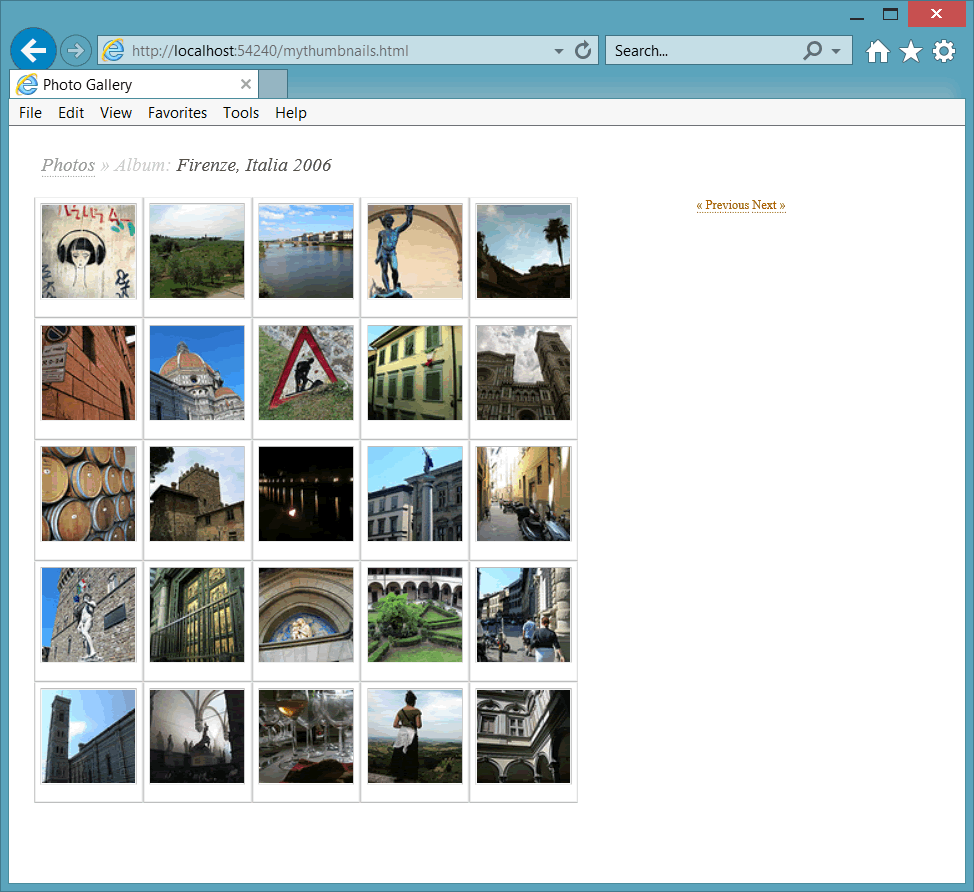 http://localhost:54240/mythumbnails.html
Search...
Photo Gallery
File Edit View Favorites Tools Help
Photos » Album: Firenze, Italia 2006
« Previous Next »